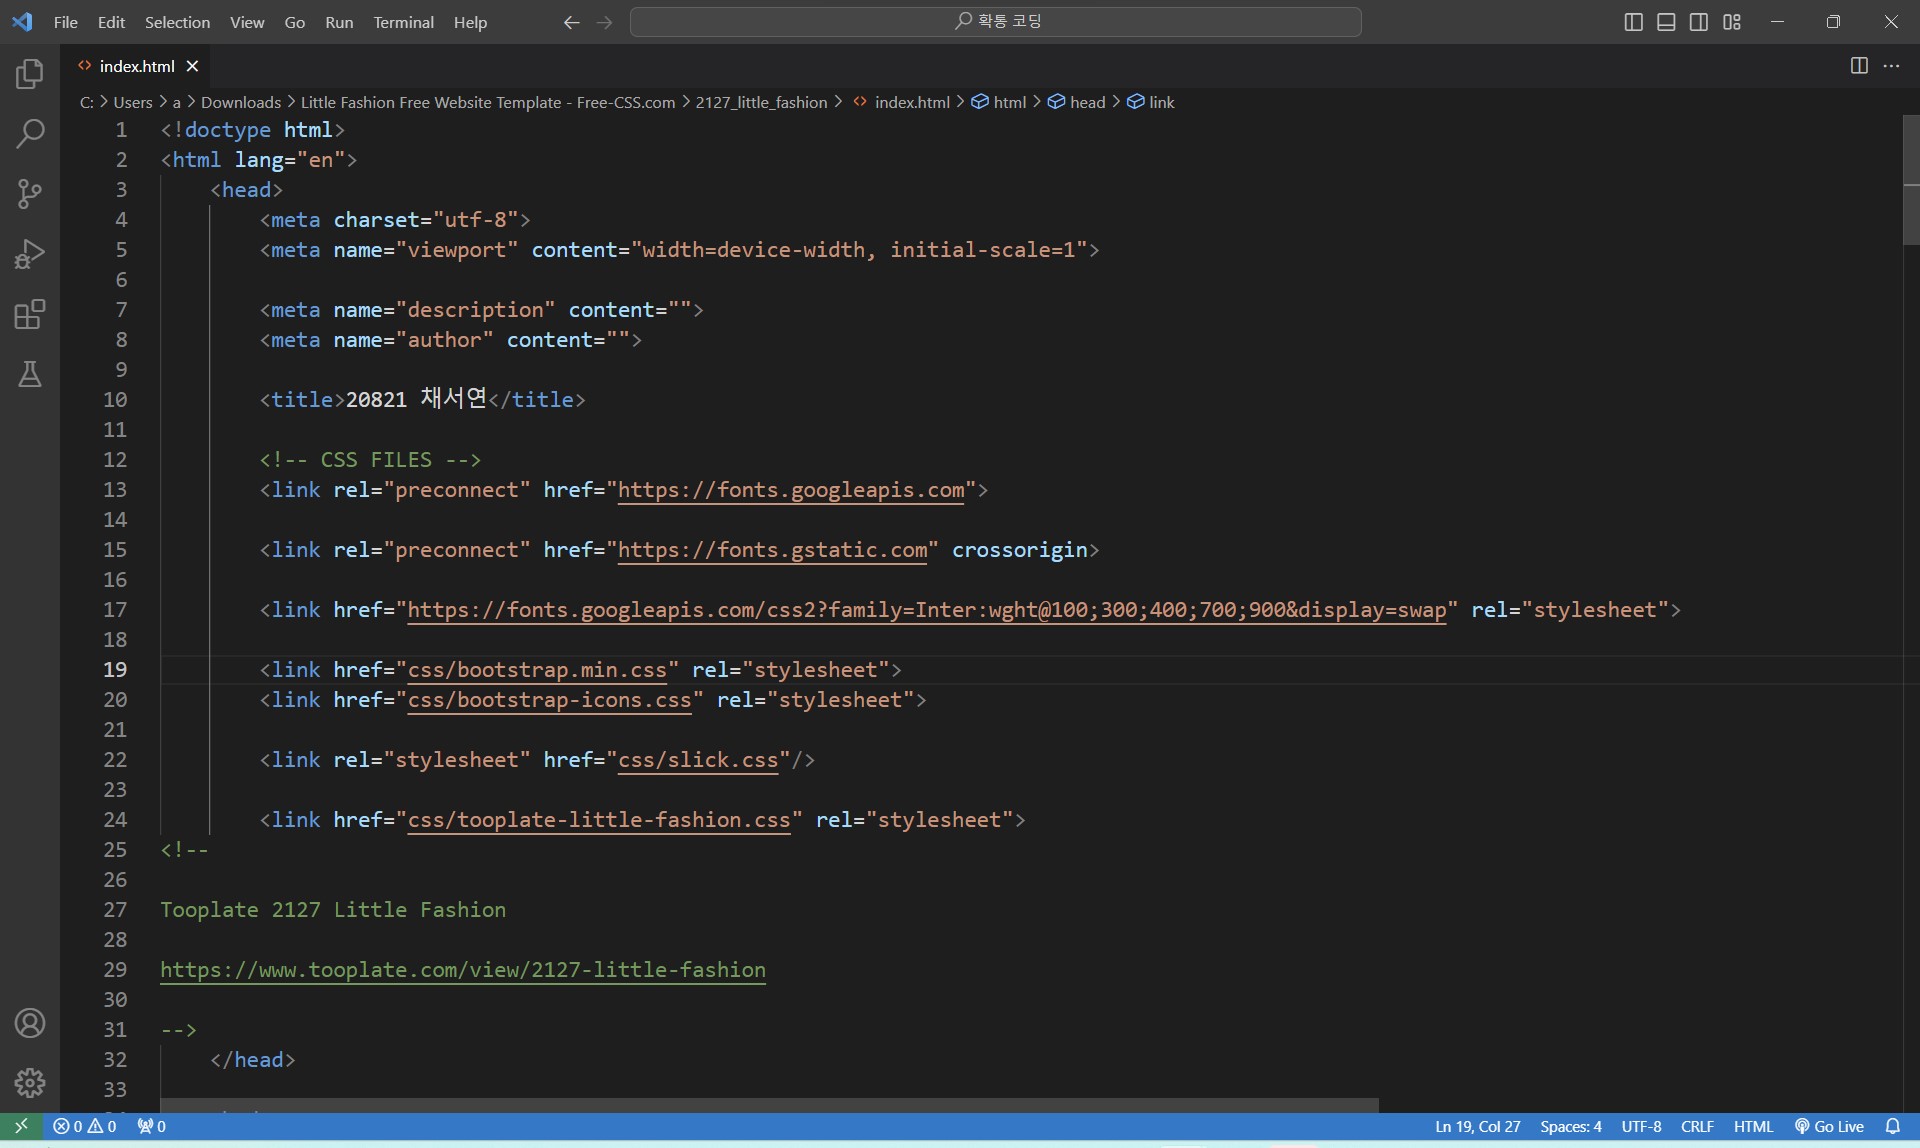 File Edit Selection View Go Run Terminal Help 확통 코딩
index.html
C: > Users > a > Downloads > Little Fashion Free Website Template - Free-CSS.com > 2127_little_fashion > index.html > html > head > link
1 <!doctype html>
2 <html lang="en">
3 <head>
4 <meta charset="utf-8">
5 <meta name="viewport" content="width=device-width, initial-scale=1">
6
7 <meta name="description" content="">
8 <meta name="author" content="">
9
10 <title>20821 채서연</title>
11
12 <!-- CSS FILES -->
13 <link rel="preconnect" href="https://fonts.googleapis.com">
14
15 <link rel="preconnect" href="https://fonts.gstatic.com" crossorigin>
16
17 <link href="https://fonts.googleapis.com/css2?family=Inter:wght@100;300;400;700;900&display=swap" rel="stylesheet">
18
19 <link href="css/bootstrap.min.css" rel="stylesheet">
20 <link href="css/bootstrap-icons.css" rel="stylesheet">
21
22 <link rel="stylesheet" href="css/slick.css"/>
23
24 <link href="css/tooplate-little-fashion.css" rel="stylesheet">
25 <!--
26
27 Tooplate 2127 Little Fashion
28
29 https://www.tooplate.com/view/2127-little-fashion
30
31 -->
32 </head>
33
0 0 0 Ln 19, Col 27 Spaces: 4 UTF-8 CRLF HTML Go Live